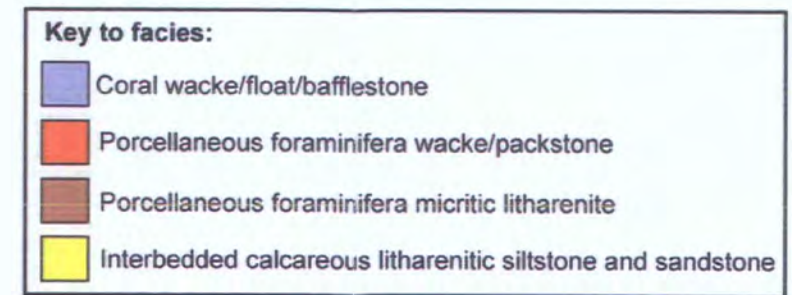 Key to facies:
Coral wacke/float/bafflestone
Porcellaneous foraminifera wacke/packstone
Porcellaneous foraminifera micritic litharenite
Interbedded calcareous litharenitic siltstone and sandstone